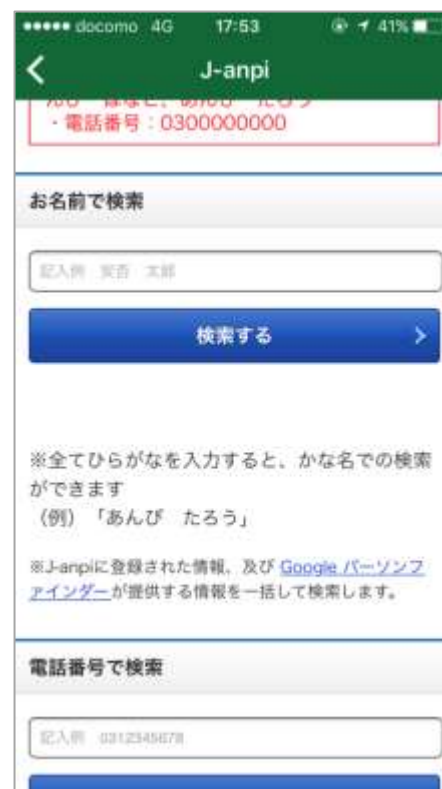 docomo 4G 17:53 41%
J-anpi
・電話番号：0300000000
お名前で検索
記入例 安否 太郎
検索する
※全てひらがなを入力すると、かな名での検索
ができます
（例）「あんぴ たろう」
※J-anpiに登録された情報、及び Google パーソンフ
ァインダーが提供する情報を一括して検索します。
電話番号で検索
記入例 0312345678